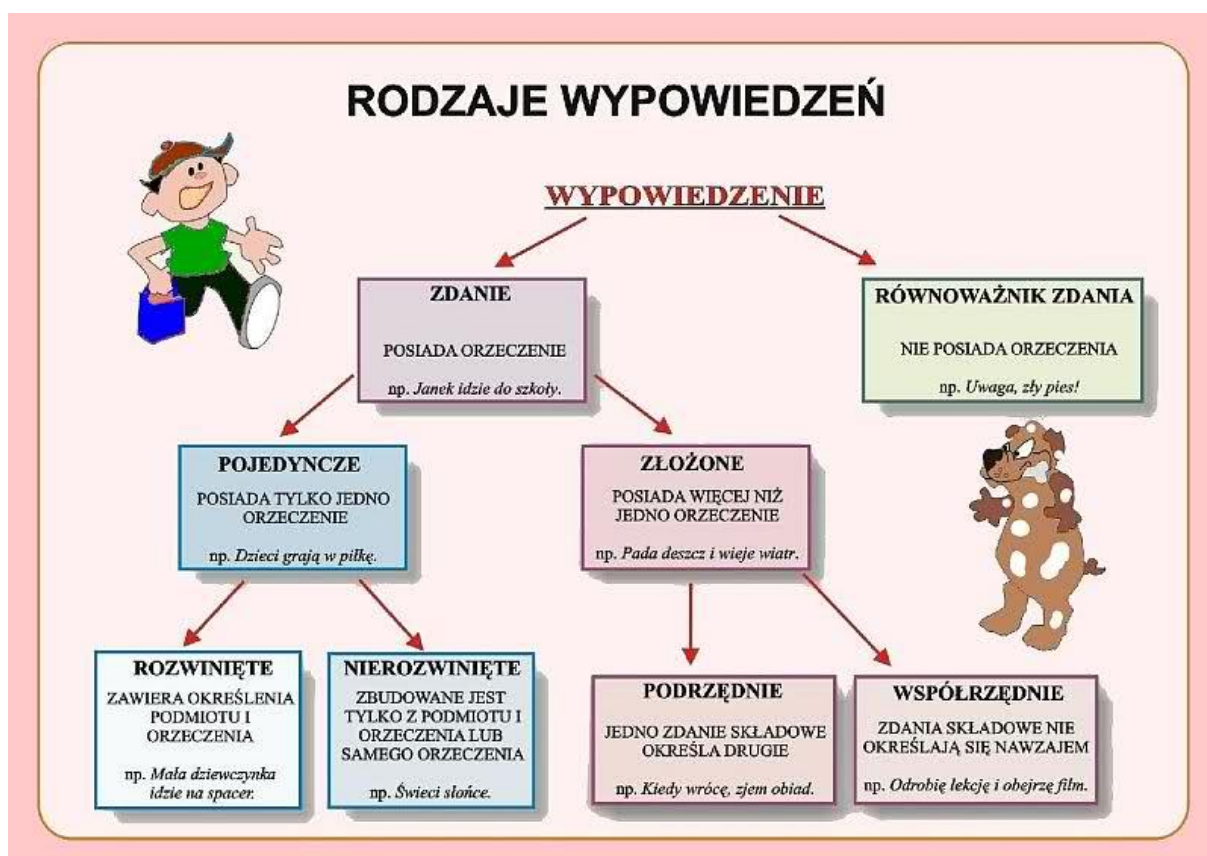 RODZAJE WYPOWIEDZEŃ
WYPOWIEDZENIE
ZDANIE
POSIADA ORZECZENIE
np. Janek idzie do szkoły.
RÓWNOWAŻNIK ZDANIA
NIE POSIADA ORZECZENIA
np. Uwaga, zły pies!
POJEDYNCZE
POSIADA TYLKO JEDNO
ORZECZENIE
np. Dzieci grają w piłkę.
ZŁOŻONE
POSIADA WIĘCEJ NIŻ
JEDNO ORZECZENIE
np. Pada deszcz i wieje wiatr.
ROZWINIĘTE
ZAWIERA OKREŚLENIA
PODMIOTU I
ORZECZENIA
np. Mała dziewczynka
idzie na spacer.
NIEROZWINIĘTE
ZBUDOWANE JEST
TYLKO Z PODMIOTU I
ORZECZENIA LUB
SAMEGO ORZECZENIA
np. Świeci słońce.
PODRZĘDNIE
JEDNO ZDANIE SKŁADOWE
OKREŚLA DRUGIE
np. Kiedy wrócę, zjem obiad.
WSPÓŁRZĘDNIE
ZDANIA SKŁADOWE NIE
OKREŚLAJĄ SIĘ NAWZAJEM
np. Odrobię lekcję i obejrzę film.